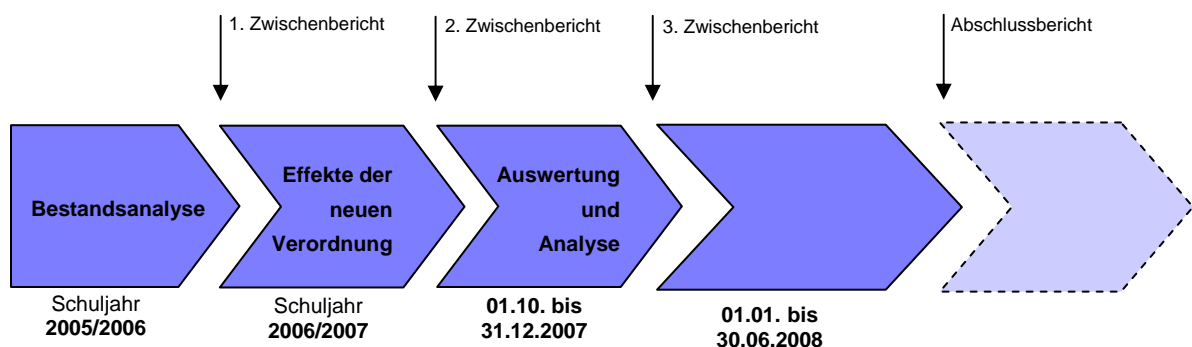 1. Zwischenbericht
2. Zwischenbericht
3. Zwischenbericht
Abschlussbericht
Bestandsanalyse
Effekte der
neuen
Verordnung
Auswertung
und
Analyse
Schuljahr
2005/2006
Schuljahr
2006/2007
01.10. bis
31.12.2007
01.01. bis
30.06.2008